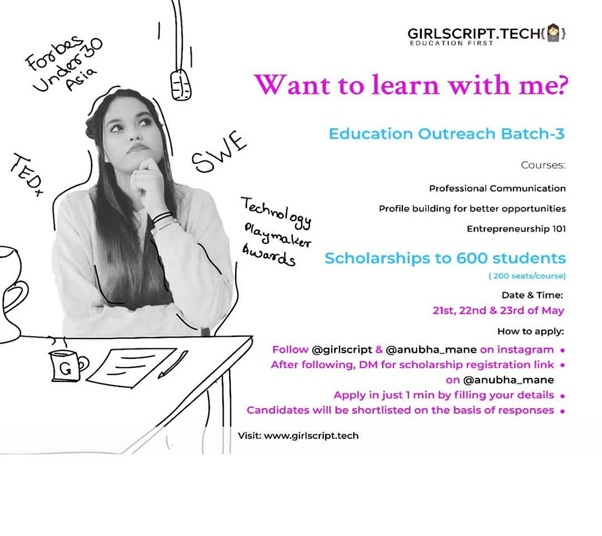 GIRLSCRIPT.TECH{ }
EDUCATION FIRST
Forbes
Under 30
Asia
TEDx
SWE
Technology
Playmaker
Awards
Want to learn with me?
Education Outreach Batch-3
Courses:
Professional Communication
Profile building for better opportunities
Entrepreneurship 101
Scholarships to 600 students
( 200 seats/course)
Date & Time:
21st, 22nd & 23rd of May
How to apply:
Follow @girlscript & @anubha_mane on instagram •
After following, DM for scholarship registration link •
on @anubha_mane
Apply in just 1 min by filling your details •
Candidates will be shortlisted on the basis of responses •
G
Visit: www.girlscript.tech